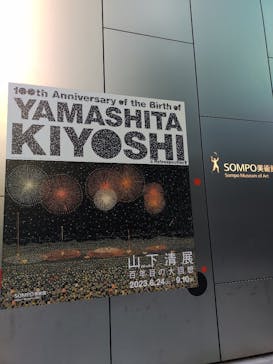 100th Anniversary of the Birth of
YAMASHITA
KIYOSHI
A Retrospective
山下清展
百年目の大回想
2023.6.24 9.10
SOMPO美術館
SOMPO美術館
Sompo Museum of Art